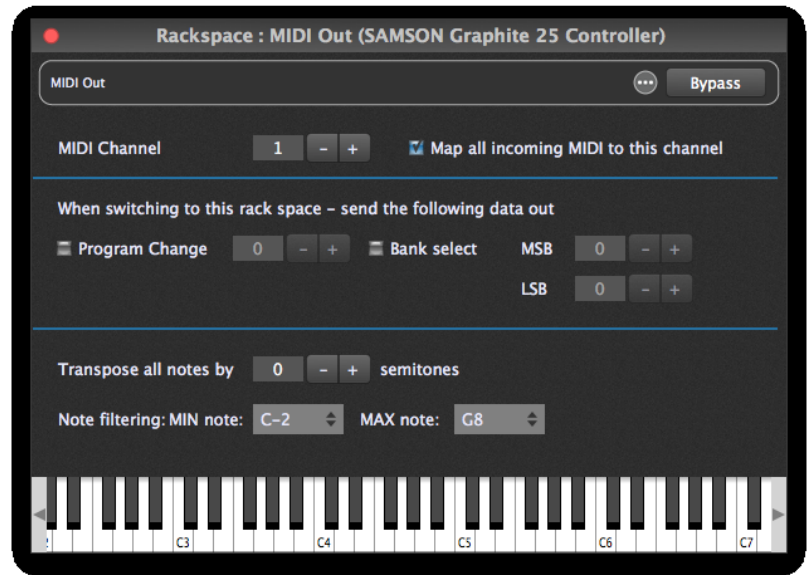 Rackspace : MIDI Out (SAMSON Graphite 25 Controller)
MIDI Out ••• Bypass
MIDI Channel 1 - + Map all incoming MIDI to this channel
When switching to this rack space – send the following data out
Program Change 0 - + Bank select MSB 0 - +
LSB 0 - +
Transpose all notes by 0 - + semitones
Note filtering: MIN note: C-2 MAX note: G8
C3 C4 C5 C6 C7